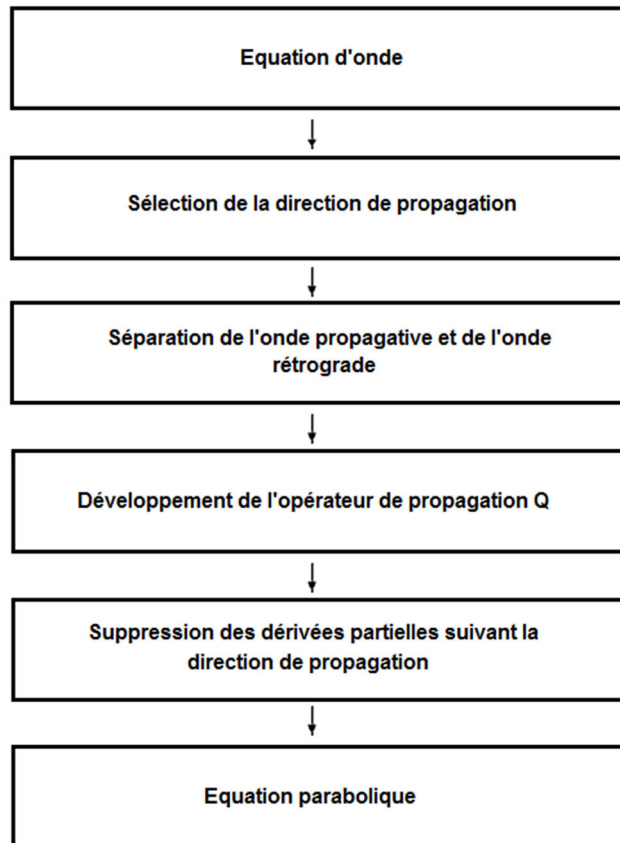 Equation d'onde
Sélection de la direction de propagation
Séparation de l'onde propagative et de l'onde
rétrograde
Développement de l'opérateur de propagation Q
Suppression des dérivées partielles suivant la
direction de propagation
Equation parabolique